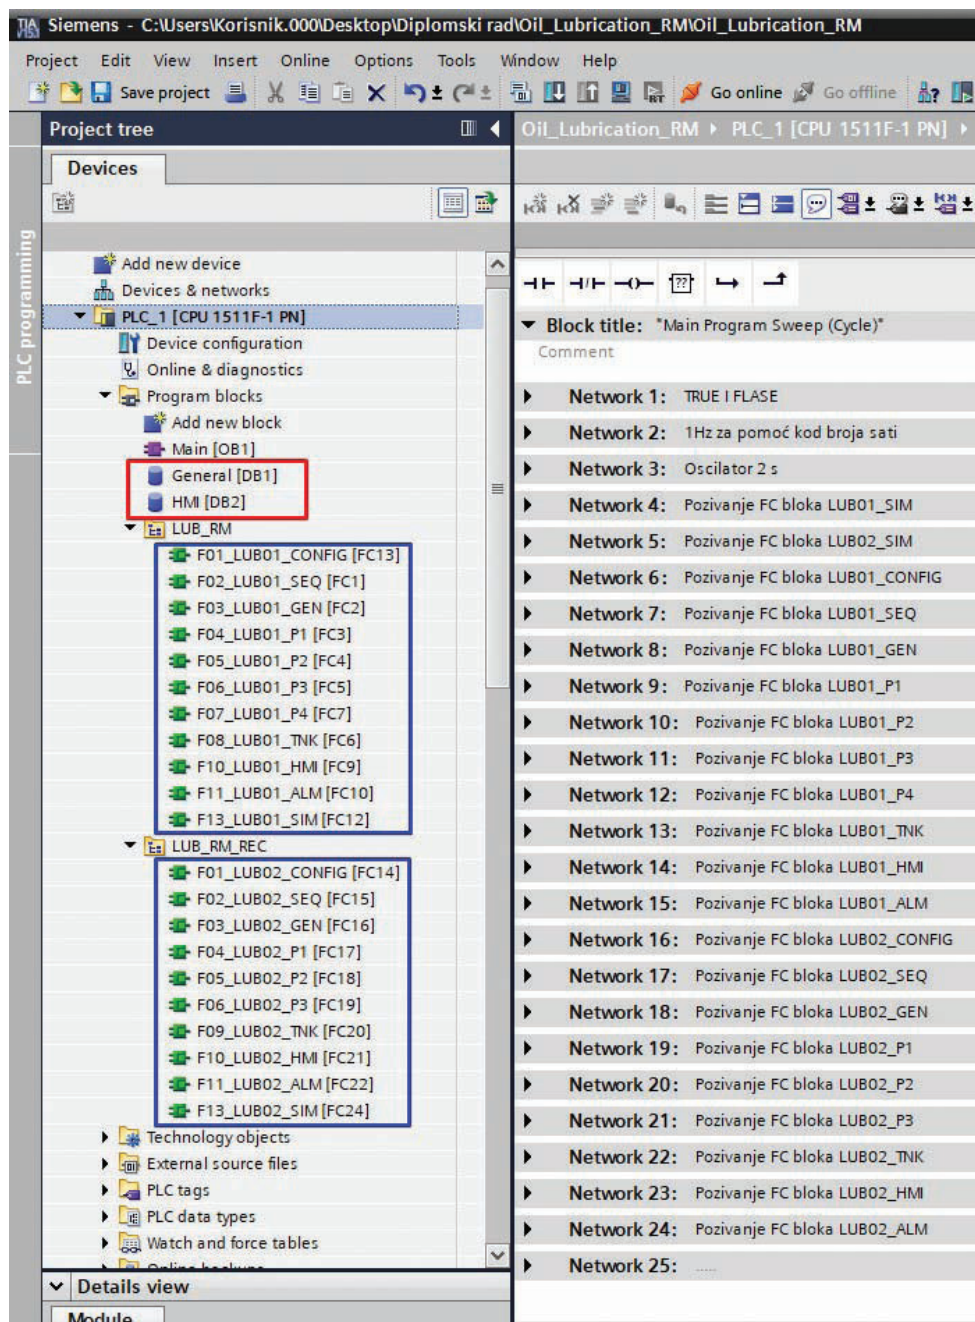 Siemens - C:\Users\Korisnik.000\Desktop\Diplomski rad\Oil_Lubrication_RM\Oil_Lubrication_RM
Project Edit View Insert Online Options Tools Window Help
Save project Go online Go offline
Project tree
Oil_Lubrication_RM PLC_1 [CPU 1511F-1 PN]
Devices
PLC programming
Add new device
Devices & networks
PLC_1 [CPU 1511F-1 PN]
Device configuration
Online & diagnostics
Program blocks
Add new block
Main [OB1]
General [DB1]
HMI [DB2]
LUB_RM
F01_LUB01_CONFIG [FC13]
F02_LUB01_SEQ [FC1]
F03_LUB01_GEN [FC2]
F04_LUB01_P1 [FC3]
F05_LUB01_P2 [FC4]
F06_LUB01_P3 [FC5]
F07_LUB01_P4 [FC7]
F08_LUB01_TNK [FC6]
F10_LUB01_HMI [FC9]
F11_LUB01_ALM [FC10]
F13_LUB01_SIM [FC12]
LUB_RM_REC
F01_LUB02_CONFIG [FC14]
F02_LUB02_SEQ [FC15]
F03_LUB02_GEN [FC16]
F04_LUB02_P1 [FC17]
F05_LUB02_P2 [FC18]
F06_LUB02_P3 [FC19]
F09_LUB02_TNK [FC20]
F10_LUB02_HMI [FC21]
F11_LUB02_ALM [FC22]
F13_LUB02_SIM [FC24]
Technology objects
External source files
PLC tags
PLC data types
Watch and force tables
Online backups
Details view
Module
Block title: "Main Program Sweep (Cycle)"
Comment
Network 1: TRUE I FLASE
Network 2: 1Hz za pomoć kod broja sati
Network 3: Oscilator 2 s
Network 4: Pozivanje FC bloka LUB01_SIM
Network 5: Pozivanje FC bloka LUB02_SIM
Network 6: Pozivanje FC bloka LUB01_CONFIG
Network 7: Pozivanje FC bloka LUB01_SEQ
Network 8: Pozivanje FC bloka LUB01_GEN
Network 9: Pozivanje FC bloka LUB01_P1
Network 10: Pozivanje FC bloka LUB01_P2
Network 11: Pozivanje FC bloka LUB01_P3
Network 12: Pozivanje FC bloka LUB01_P4
Network 13: Pozivanje FC bloka LUB01_TNK
Network 14: Pozivanje FC bloka LUB01_HMI
Network 15: Pozivanje FC bloka LUB01_ALM
Network 16: Pozivanje FC bloka LUB02_CONFIG
Network 17: Pozivanje FC bloka LUB02_SEQ
Network 18: Pozivanje FC bloka LUB02_GEN
Network 19: Pozivanje FC bloka LUB02_P1
Network 20: Pozivanje FC bloka LUB02_P2
Network 21: Pozivanje FC bloka LUB02_P3
Network 22: Pozivanje FC bloka LUB02_TNK
Network 23: Pozivanje FC bloka LUB02_HMI
Network 24: Pozivanje FC bloka LUB02_ALM
Network 25: .....